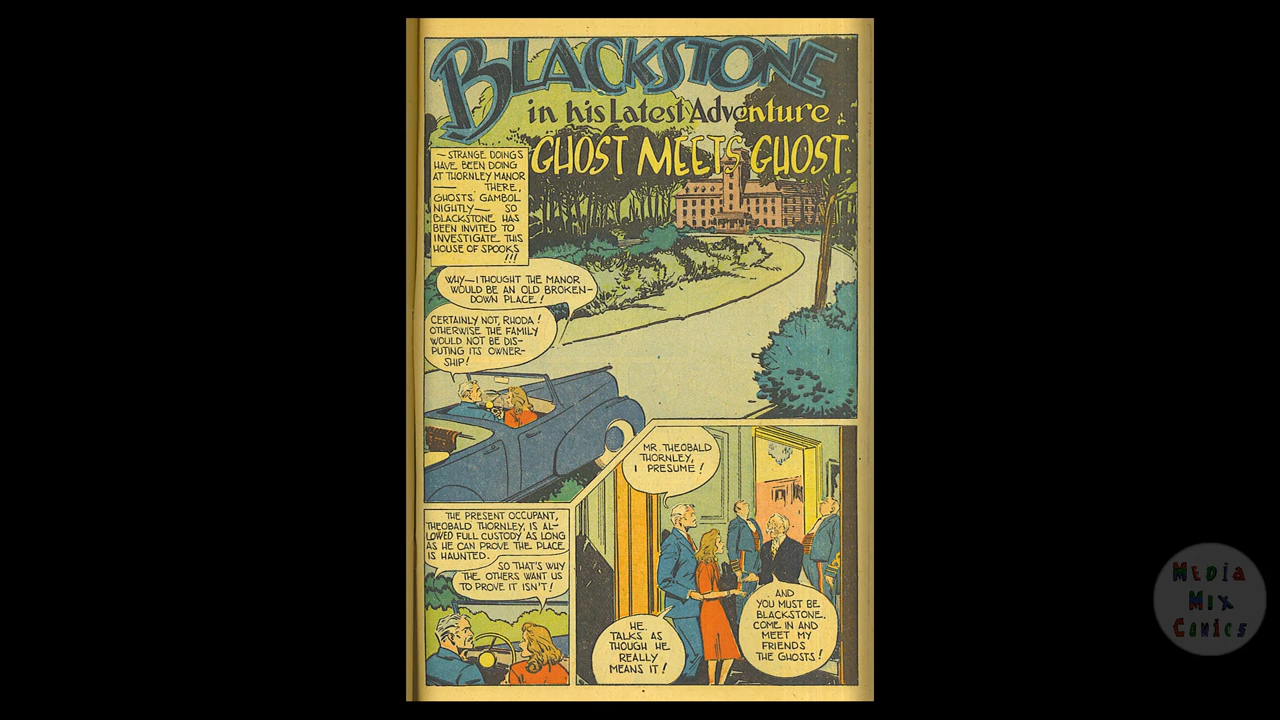 BLACKSTONE
in his Latest Adventure
GHOST MEETS GHOST
—STRANGE DOINGS
HAVE BEEN DOING
AT THORNLEY MANOR
— THERE,
GHOSTS GAMBOL
NIGHTLY— SO
BLACKSTONE HAS
BEEN INVITED TO
INVESTIGATE THIS
HOUSE OF SPOOKS
!!!
WHY—I THOUGHT THE MANOR
WOULD BE AN OLD BROKEN-
DOWN PLACE!
CERTAINLY NOT, RHODA!
OTHERWISE THE FAMILY
WOULD NOT BE DIS-
PUTING ITS OWNER-
SHIP!
THE PRESENT OCCUPANT,
THEOBALD THORNLEY, IS AL-
LOWED FULL CUSTODY AS LONG
AS HE CAN PROVE THE PLACE
IS HAUNTED.
SO THAT'S WHY
THE OTHERS WANT US
TO PROVE IT ISN'T!
MR. THEOBALD
THORNLEY,
I PRESUME!
AND
YOU MUST BE
BLACKSTONE.
COME IN AND
MEET MY
FRIENDS
THE GHOSTS!
HE
TALKS AS
THOUGH HE
REALLY
MEANS IT!
Media
Mix
Comics